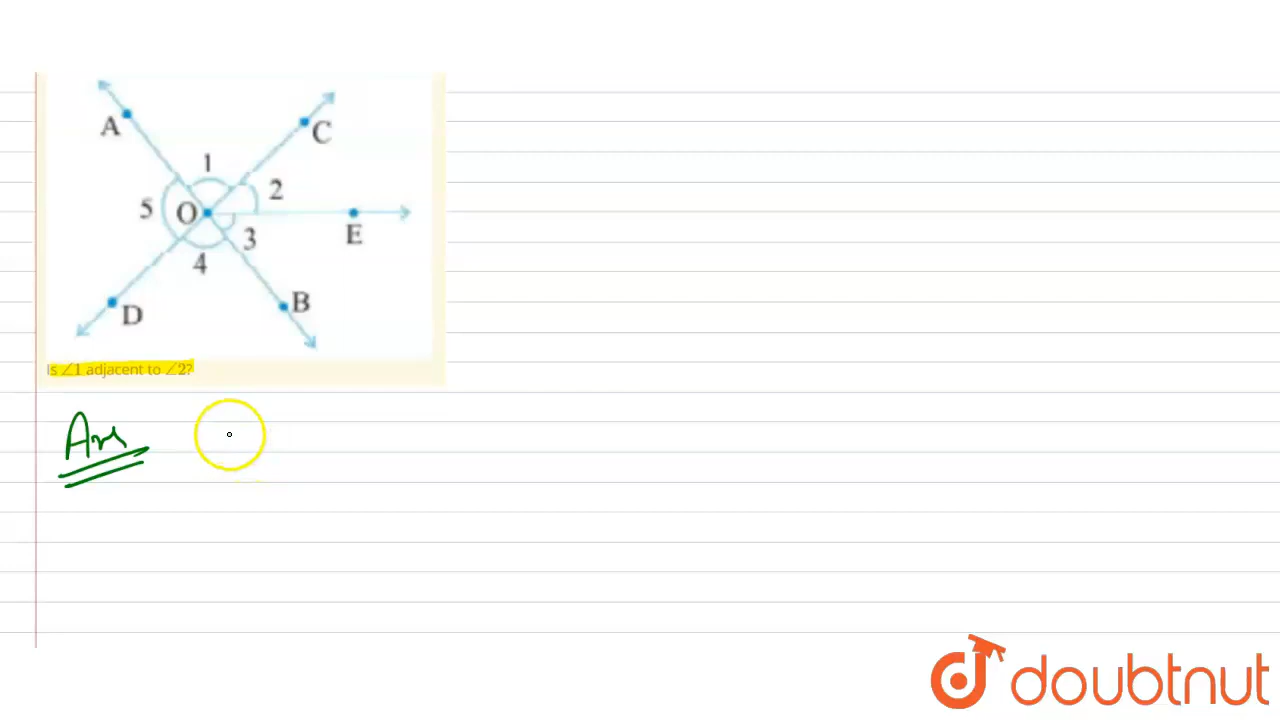 A
C
1
2
5
O
3
E
4
B
D
Is ∠1 adjacent to ∠2?
Ans
doubtnut